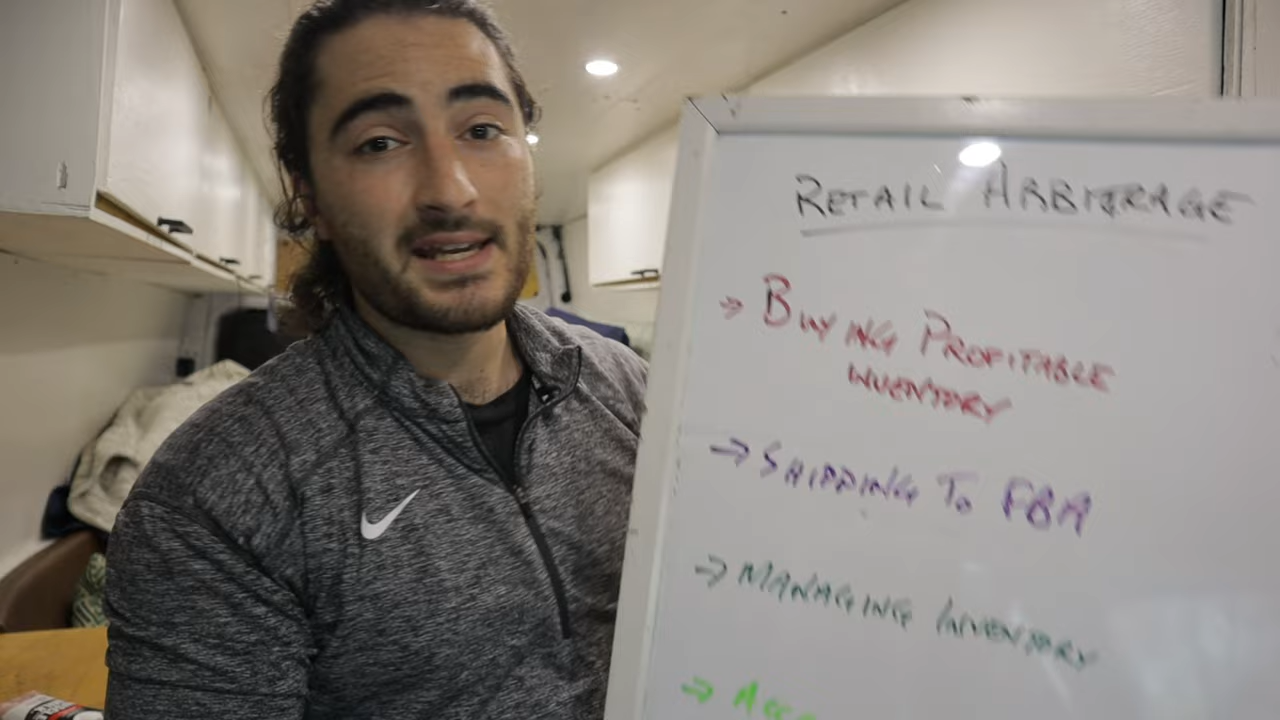 RETAIL ARBITRAGE
→ BUYING PROFITABLE
INVENTORY
→ SHIPPING TO FBA
→ MANAGING INVENTORY
→